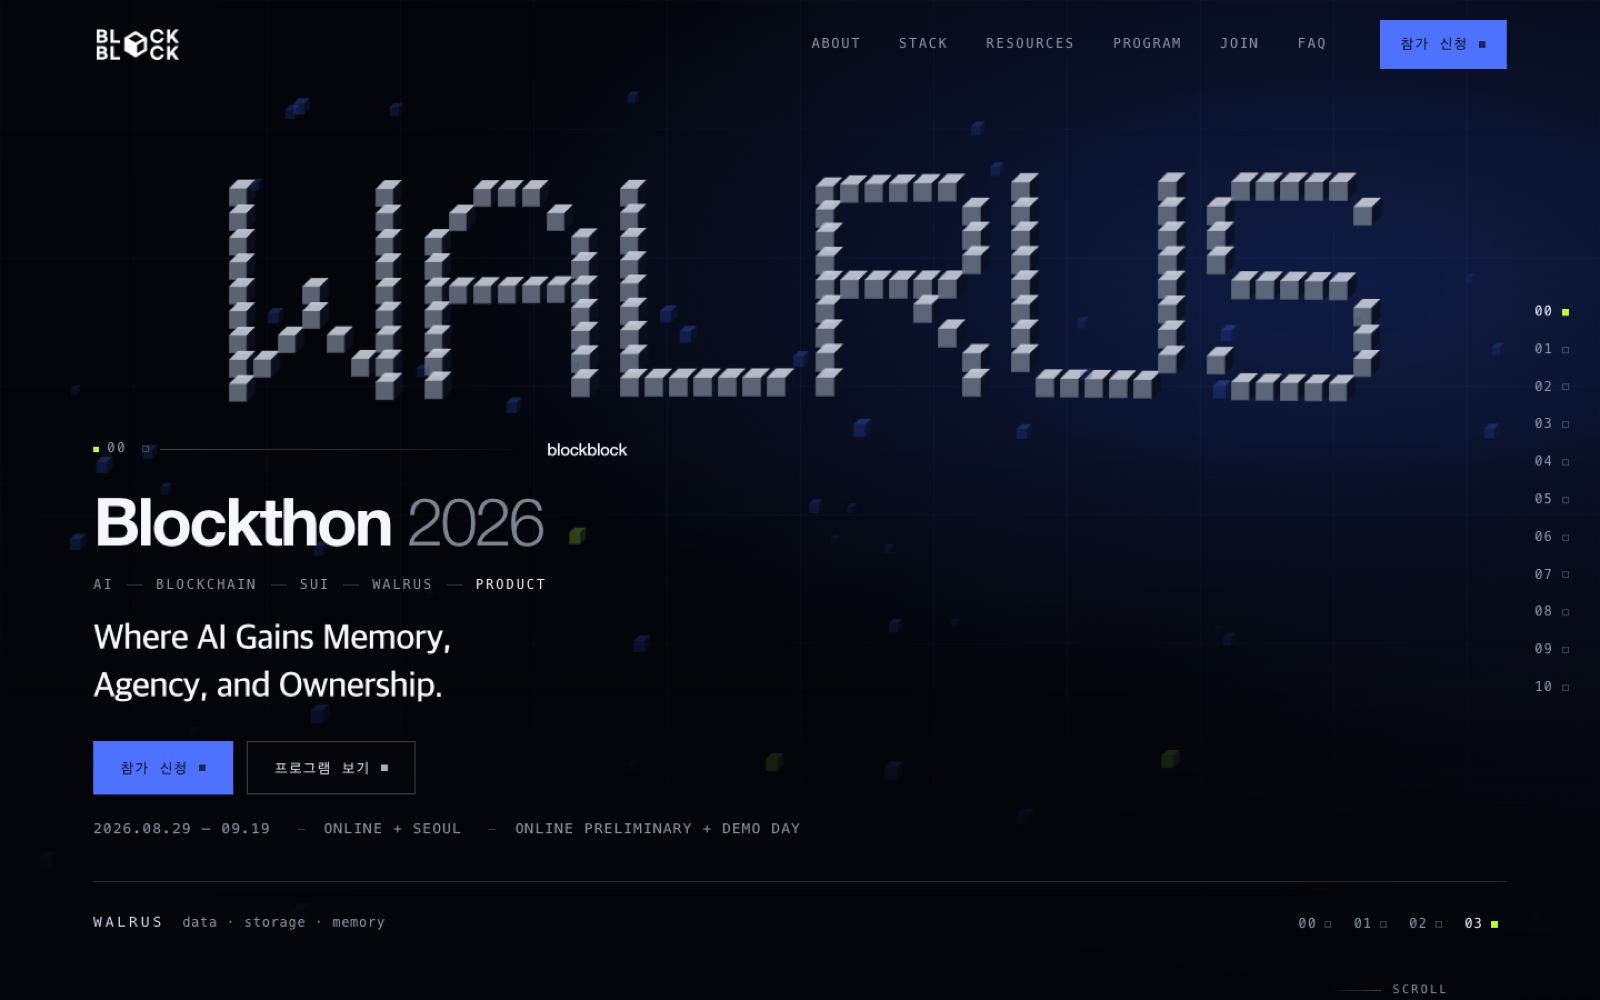 BLOCK
BLOCK
ABOUT STACK RESOURCES PROGRAM JOIN FAQ 참가 신청
WALRUS
00
01
02
03
04
05
06
07
08
09
10
00 blockblock
Blockthon 2026
AI — BLOCKCHAIN — SUI — WALRUS — PRODUCT
Where AI Gains Memory,
Agency, and Ownership.
참가 신청 프로그램 보기
2026.08.29 — 09.19 — ONLINE + SEOUL — ONLINE PRELIMINARY + DEMO DAY
WALRUS data · storage · memory
00 01 02 03
SCROLL